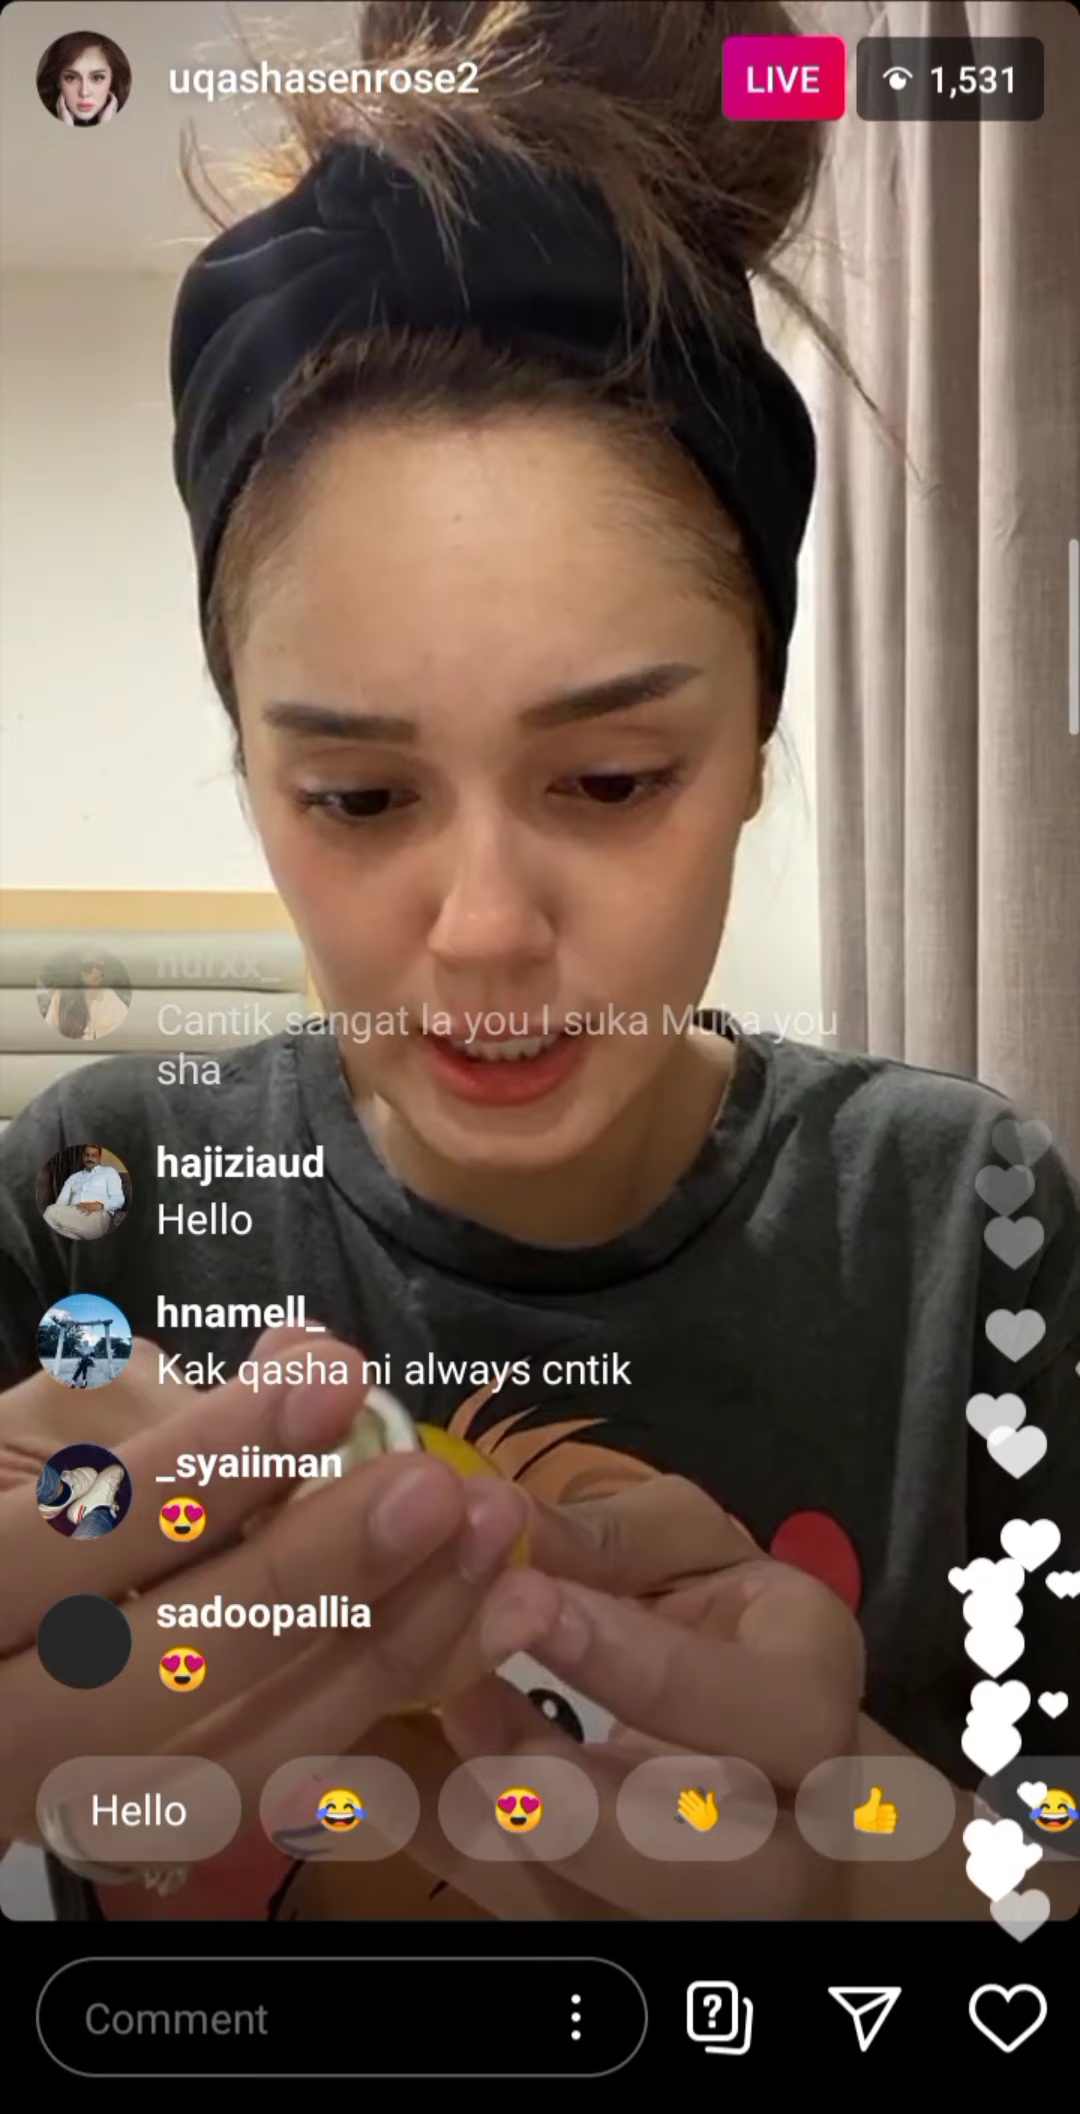 uqashasenrose2
LIVE
1,531
nurxx_
Cantik sangat la you I suka Muka you
sha
hajiziaud
Hello
hnamell_
Kak qasha ni always cntik
_syaiiman
😍
sadoopallia
😍
Hello 😂 😍 👋 👍 😂
Comment